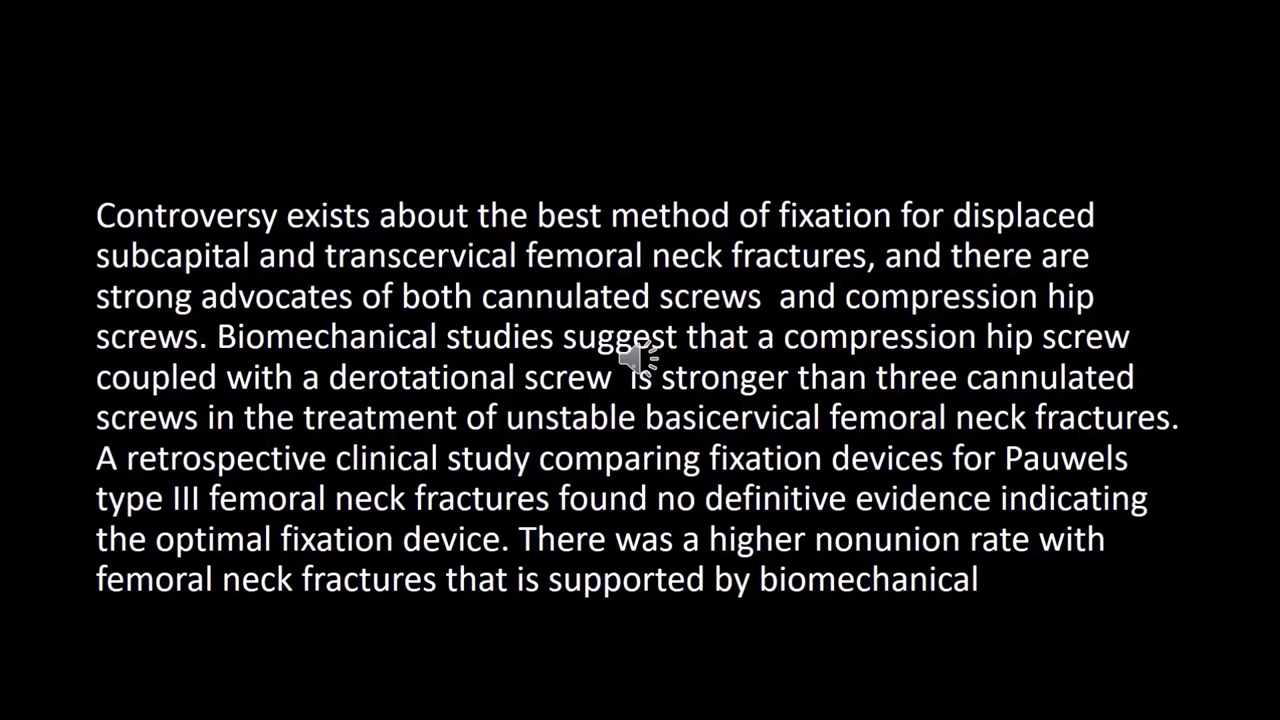 Controversy exists about the best method of fixation for displaced
subcapital and transcervical femoral neck fractures, and there are
strong advocates of both cannulated screws  and compression hip
screws. Biomechanical studies suggest that a compression hip screw
coupled with a derotational screw  is stronger than three cannulated
screws in the treatment of unstable basicervical femoral neck fractures.
A retrospective clinical study comparing fixation devices for Pauwels
type III femoral neck fractures found no definitive evidence indicating
the optimal fixation device. There was a higher nonunion rate with
femoral neck fractures that is supported by biomechanical